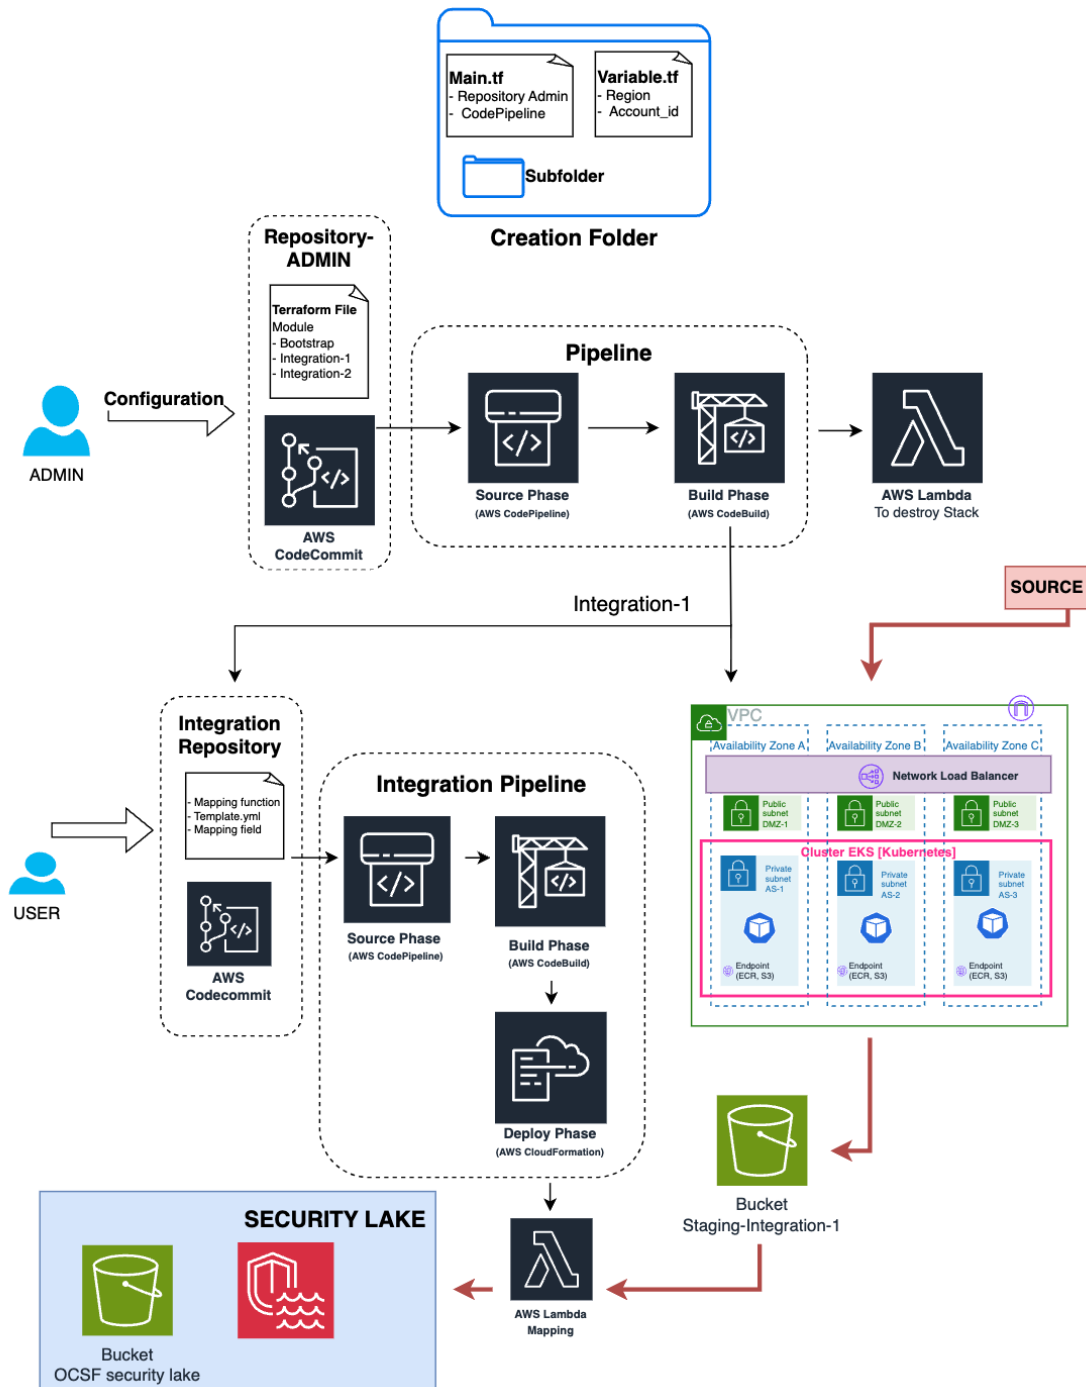 Main.tf
- Repository Admin
- CodePipeline
Variable.tf
- Region
- Account_id
Subfolder
Creation Folder
Repository-
ADMIN
Terraform File
Module
- Bootstrap
- Integration-1
- Integration-2
AWS
CodeCommit
Configuration
ADMIN
Pipeline
Source Phase
(AWS CodePipeline)
Build Phase
(AWS CodeBuild)
AWS Lambda
To destroy Stack
SOURCE
Integration-1
Integration
Repository
- Mapping function
- Template.yml
- Mapping field
AWS
Codecommit
USER
Integration Pipeline
Source Phase
(AWS CodePipeline)
Build Phase
(AWS CodeBuild)
Deploy Phase
(AWS CloudFormation)
VPC
Availability Zone A
Availability Zone B
Availability Zone C
Network Load Balancer
Public
subnet
DMZ-1
Public
subnet
DMZ-2
Public
subnet
DMZ-3
Cluster EKS [Kubernetes]
Private
subnet
AS-1
Private
subnet
AS-2
Private
subnet
AS-3
Endpoint
(ECR, S3)
Endpoint
(ECR, S3)
Endpoint
(ECR, S3)
Bucket
Staging-Integration-1
AWS Lambda
Mapping
SECURITY LAKE
Bucket
OCSF security lake